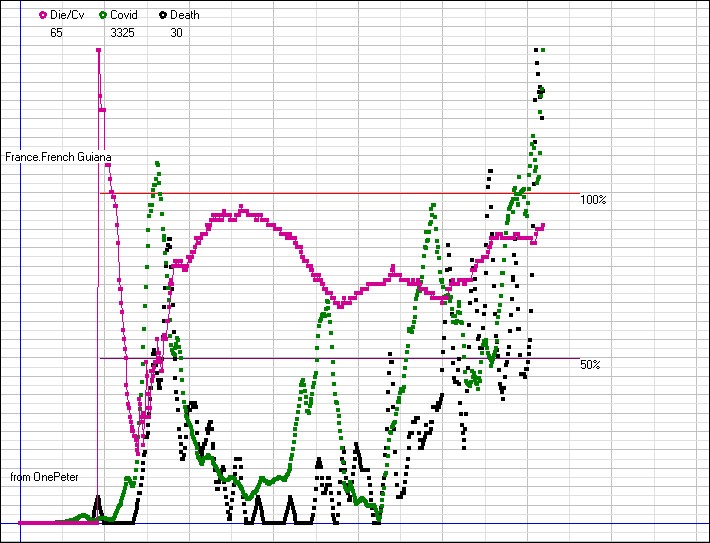 Die/Cv Covid Death
65 3325 30
France.French Guiana
100%
50%
from OnePeter